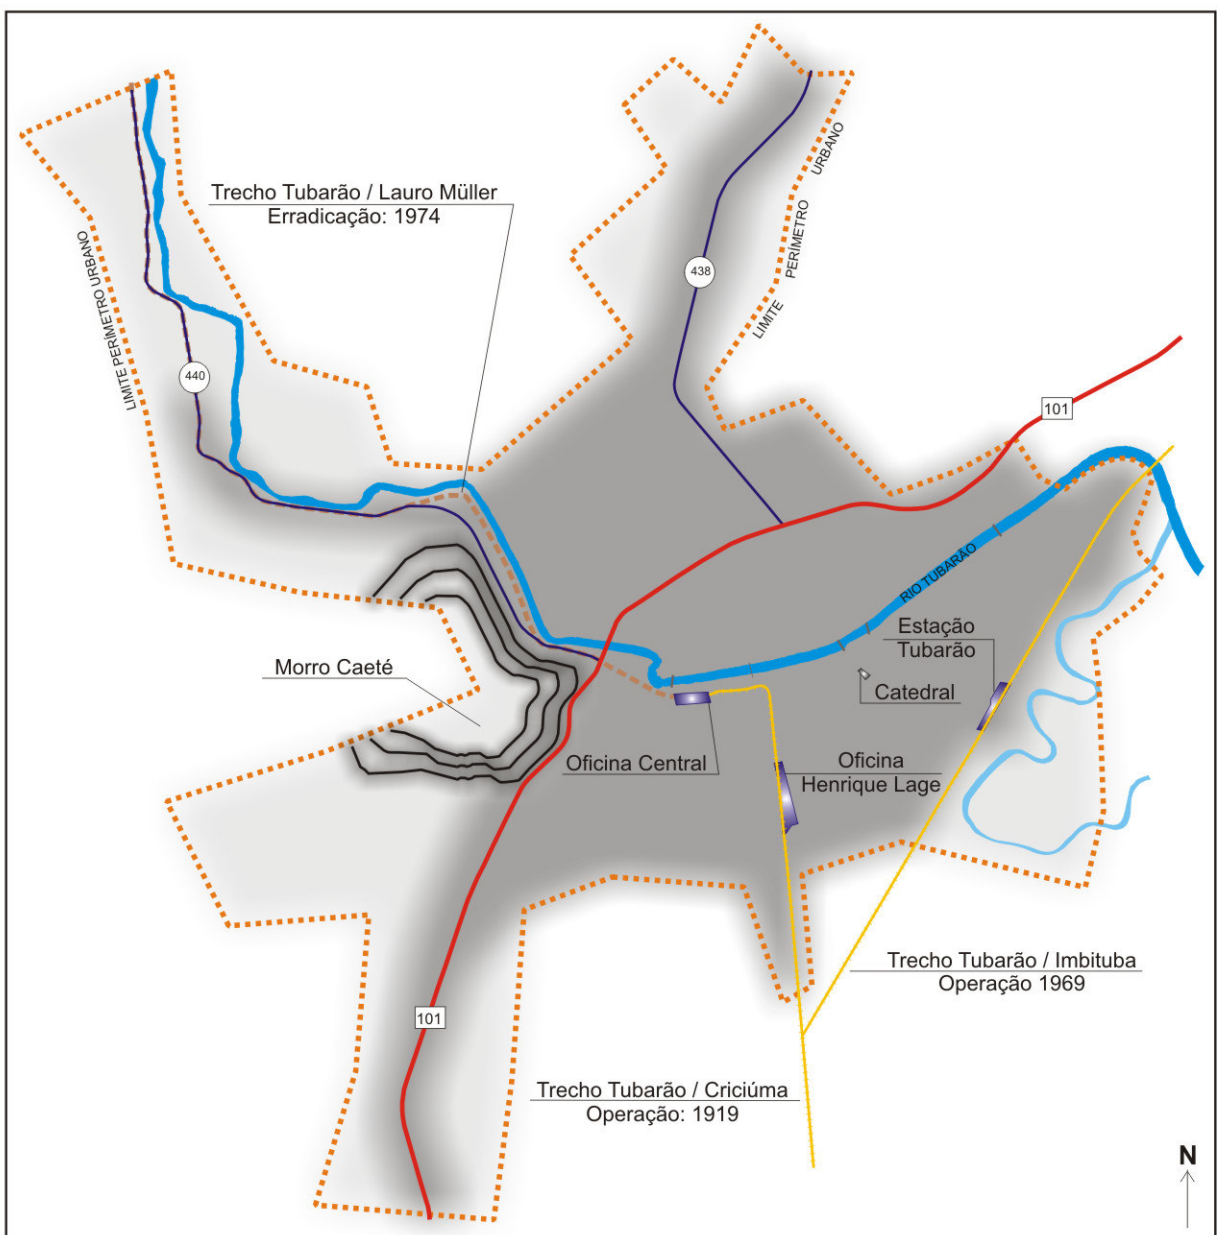 Trecho Tubarão / Lauro Müller
Erradicação: 1974
LIMITE PERÍMETRO URBANO
LIMITE PERÍMETRO URBANO
438
440
101
RIO TUBARÃO
Estação
Tubarão
Catedral
Morro Caeté
Oficina Central
Oficina
Henrique Lage
Trecho Tubarão / Imbituba
Operação 1969
101
Trecho Tubarão / Criciúma
Operação: 1919
N